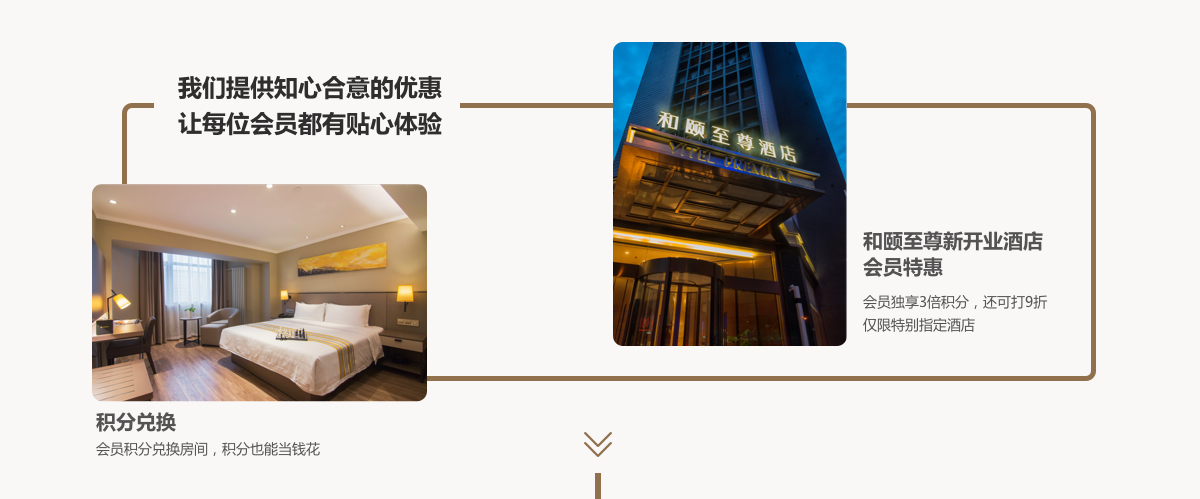 我们提供知心合意的优惠
让每位会员都有贴心体验
和颐至尊酒店
YITEL PREMIUM
和颐至尊新开业酒店
会员特惠
会员独享3倍积分，还可打9折
仅限特别指定酒店
积分兑换
会员积分兑换房间，积分也能当钱花